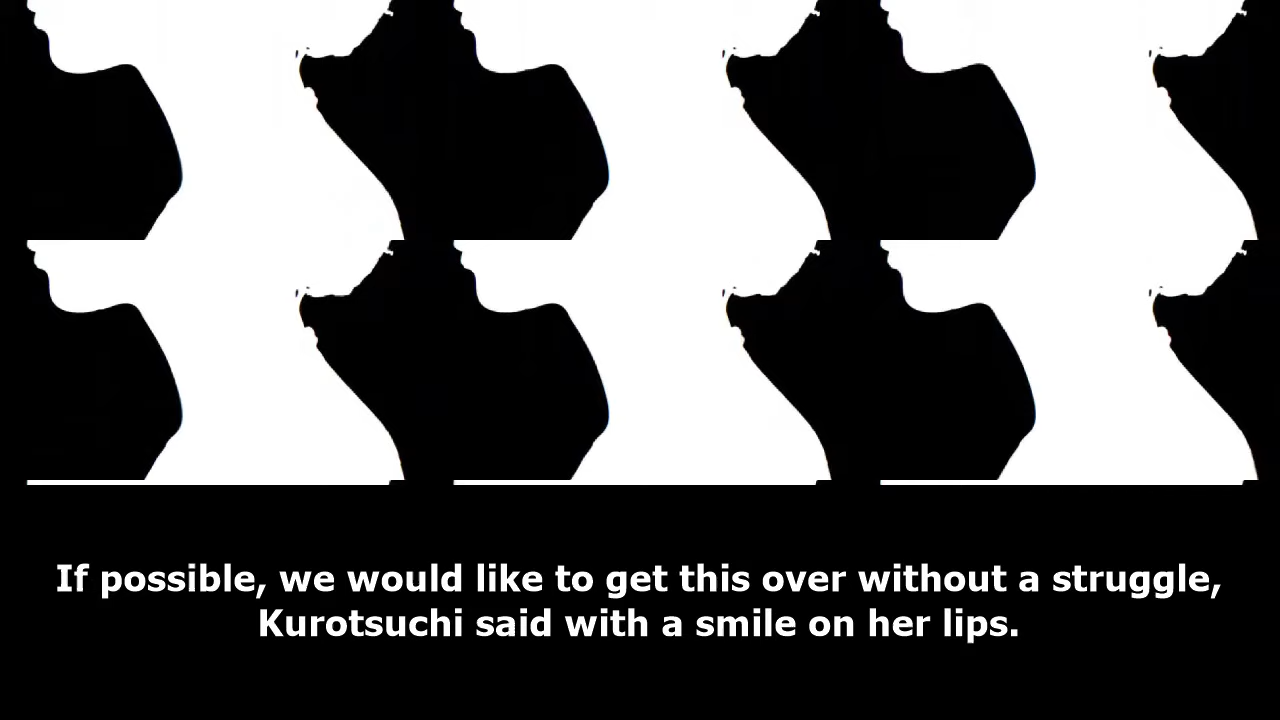 If possible, we would like to get this over without a struggle,
Kurotsuchi said with a smile on her lips.